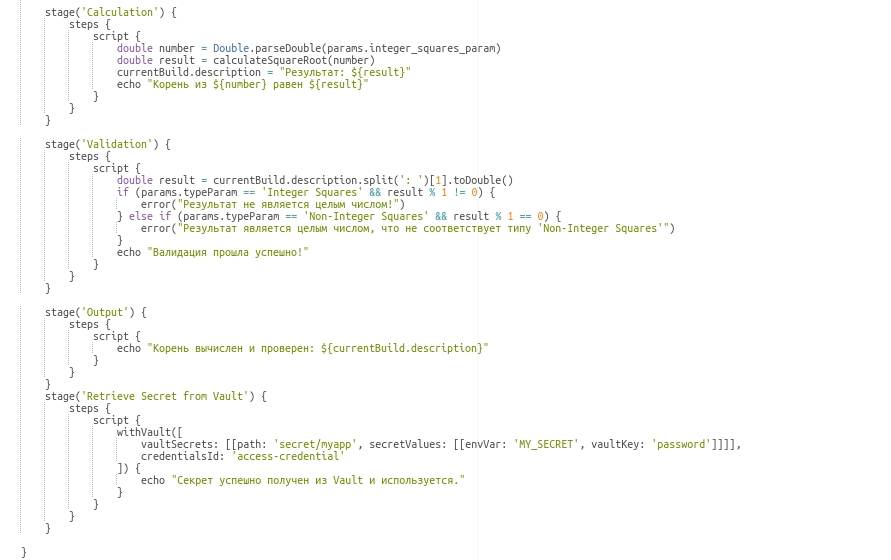 stage('Calculation') {
steps {
script {
double number = Double.parseDouble(params.integer_squares_param)
double result = calculateSquareRoot(number)
currentBuild.description = "Результат: ${result}"
echo "Корень из ${number} равен ${result}"
}
}
}
stage('Validation') {
steps {
script {
double result = currentBuild.description.split(': ')[1].toDouble()
if (params.typeParam == 'Integer Squares' && result % 1 != 0) {
error("Результат не является целым числом!")
} else if (params.typeParam == 'Non-Integer Squares' && result % 1 == 0) {
error("Результат является целым числом, что не соответствует типу 'Non-Integer Squares'")
}
echo "Валидация прошла успешно!"
}
}
}
stage('Output') {
steps {
script {
echo "Корень вычислен и проверен: ${currentBuild.description}"
}
}
}
stage('Retrieve Secret from Vault') {
steps {
script {
withVault([
vaultSecrets: [[path: 'secret/myapp', secretValues: [[envVar: 'MY_SECRET', vaultKey: 'password']]]],
credentialsId: 'access-credential'
]) {
echo "Секрет успешно получен из Vault и используется."
}
}
}
}
}